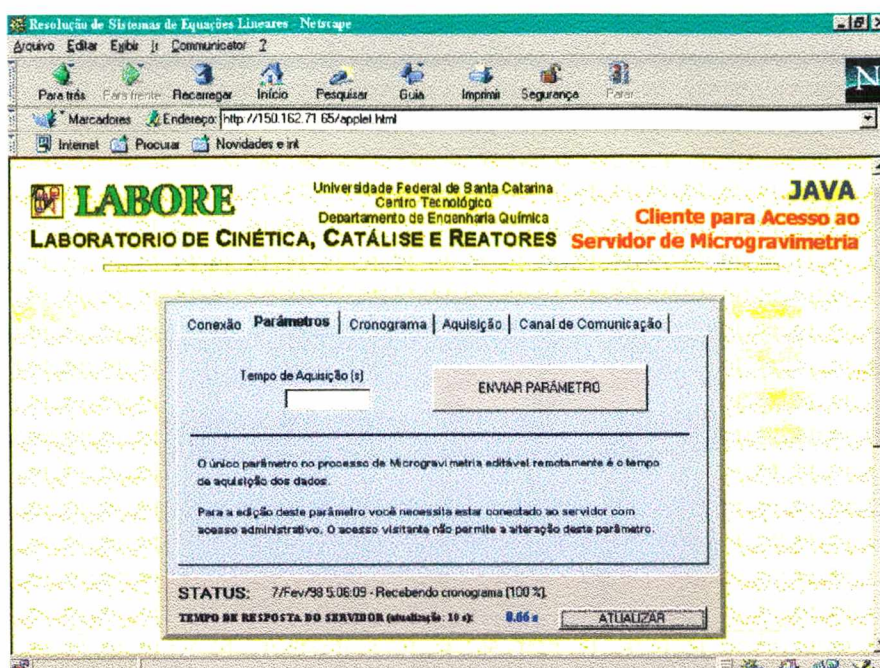 Resolução de Sistemas de Equações Lineares - Netscape
Arquivo Editar Exibir Ir Communicator ?
Para trás Para frente Recarregar Início Pesquisar Guia Imprimir Segurança Parar
N
Marcadores Endereço: http://150.162.71.65/applet.html
Internet Procurar Novidades e int
LABORE
Universidade Federal de Santa Catarina
Centro Tecnológico
Departamento de Engenharia Química
LABORATORIO DE CINÉTICA, CATÁLISE E REATORES
JAVA
Cliente para Acesso ao
Servidor de Microgravimetria
Conexão Parâmetros Cronograma Aquisição Canal de Comunicação
Tempo de Aquisição (s)
ENVIAR PARÂMETRO
O único parâmetro no processo de Microgravimetria editável remotamente é o tempo
de aquisição dos dados.
Para a edição deste parâmetro você necessita estar conectado ao servidor com
acesso administrativo. O acesso visitante não permite a alteração deste parâmetro.
STATUS: 7/Fev/98 5:06:09 - Recebendo cronograma [100 %].
TEMPO DE RESPOSTA DO SERVIDOR (atualização: 10 s): 0.66 s ATUALIZAR